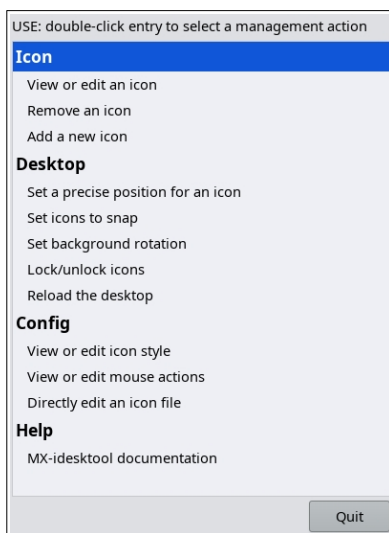 USE: double-click entry to select a management action
Icon
View or edit an icon
Remove an icon
Add a new icon
Desktop
Set a precise position for an icon
Set icons to snap
Set background rotation
Lock/unlock icons
Reload the desktop
Config
View or edit icon style
View or edit mouse actions
Directly edit an icon file
Help
MX-idesktool documentation
Quit